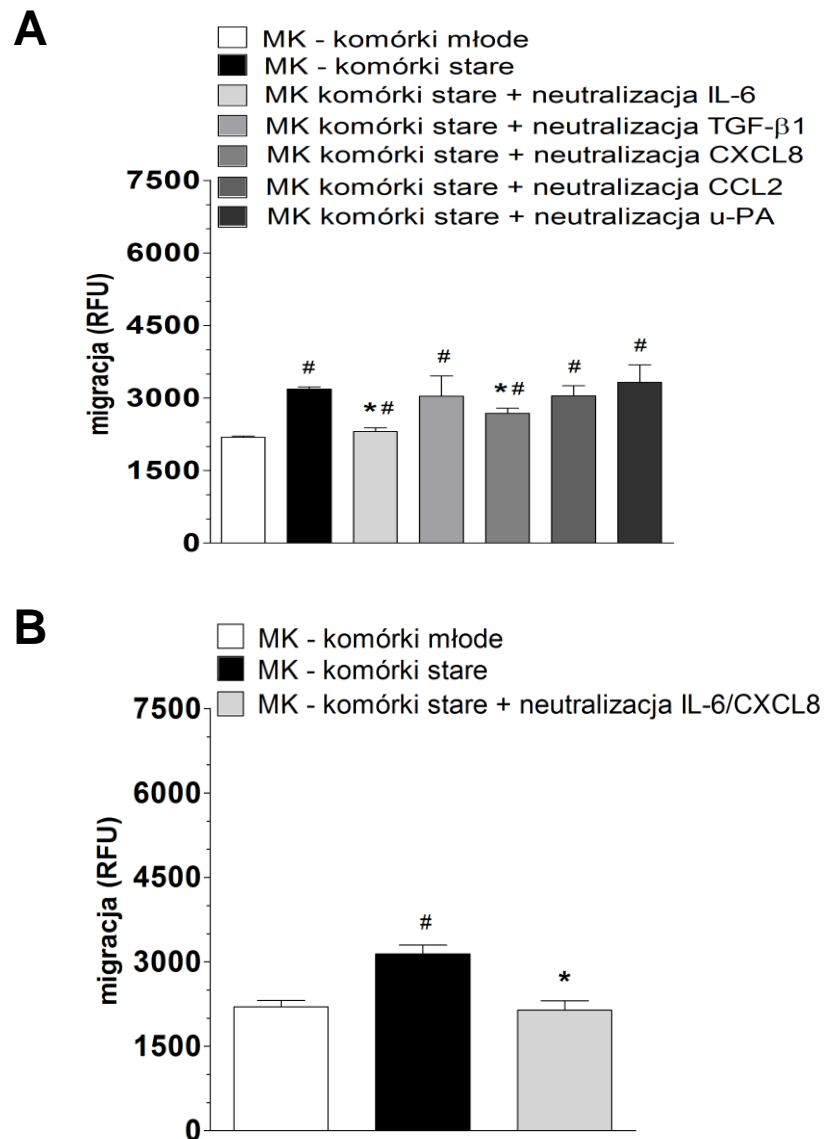 A
MK - komórki młode
MK - komórki stare
MK komórki stare + neutralizacja IL-6
MK komórki stare + neutralizacja TGF-β1
MK komórki stare + neutralizacja CXCL8
MK komórki stare + neutralizacja CCL2
MK komórki stare + neutralizacja u-PA
migracja (RFU)
7500
6000
4500
3000
1500
0
#
*#
#
*#
#
#
B
MK - komórki młode
MK - komórki stare
MK - komórki stare + neutralizacja IL-6/CXCL8
migracja (RFU)
7500
6000
4500
3000
1500
0
#
*